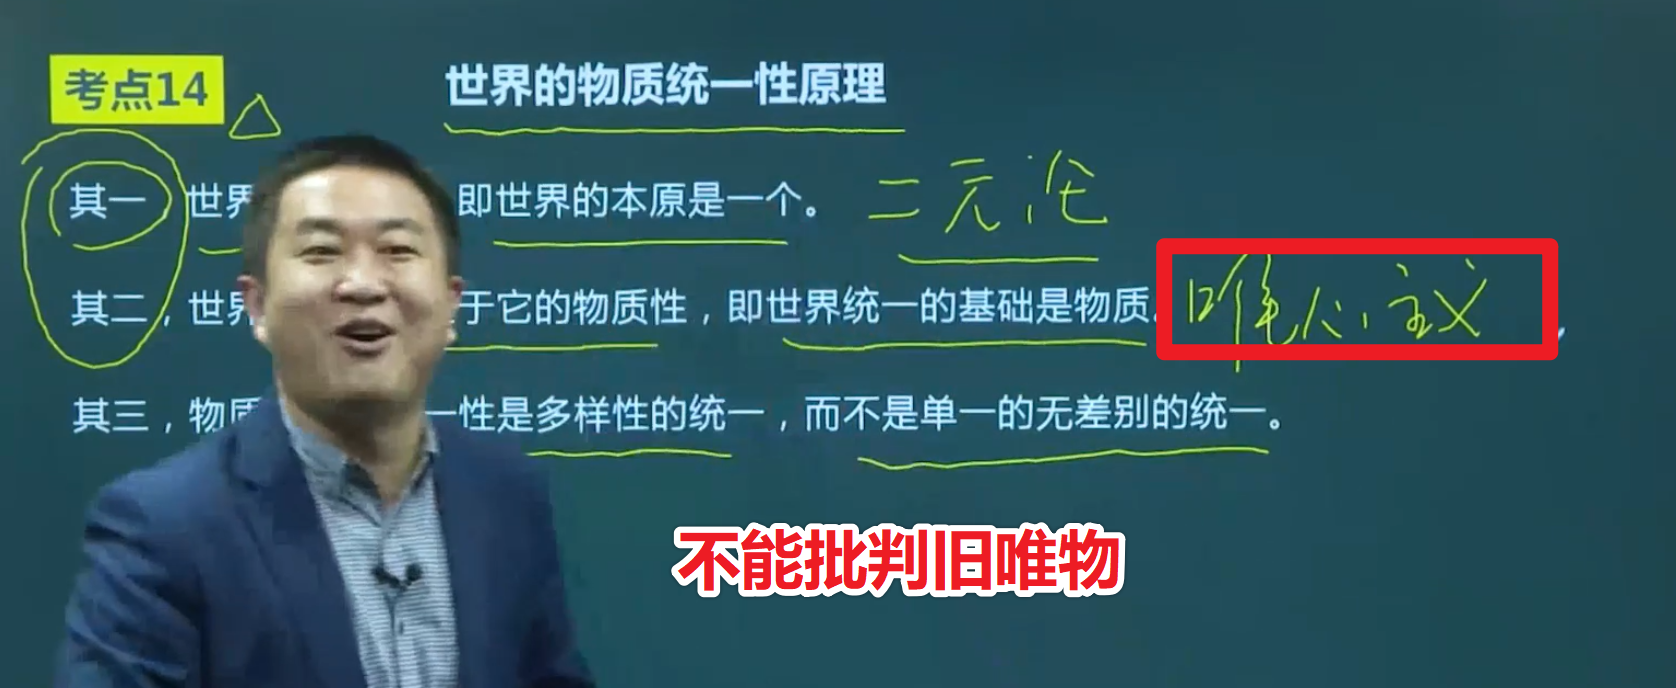 考点14
世界的物质统一性原理
其一 世界 即世界的本原是一个。 二元论
其二，世界 于它的物质性，即世界统一的基础是物质 唯心主义
其三，物质 一性是多样性的统一，而不是单一的无差别的统一。
不能批判旧唯物